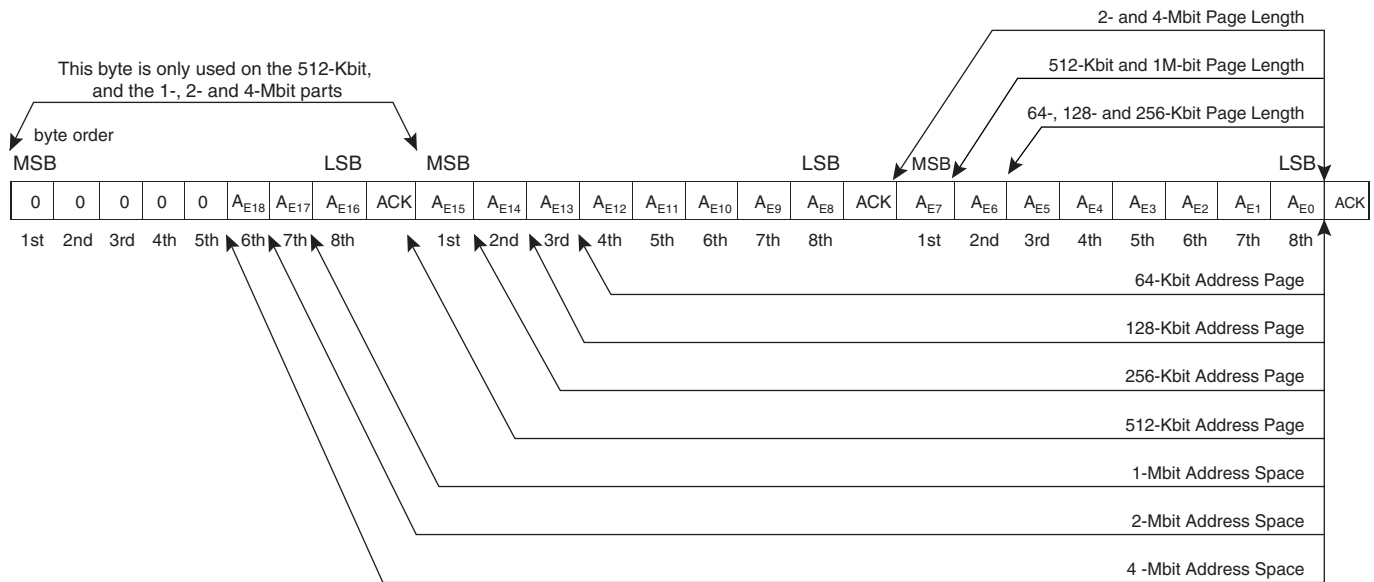 2- and 4-Mbit Page Length
This byte is only used on the 512-Kbit,
and the 1-, 2- and 4-Mbit parts
512-Kbit and 1M-bit Page Length
64-, 128- and 256-Kbit Page Length
byte order
MSB LSB MSB LSB MSB LSB
0 0 0 0 0 AE18 AE17 AE16 ACK AE15 AE14 AE13 AE12 AE11 AE10 AE9 AE8 ACK AE7 AE6 AE5 AE4 AE3 AE2 AE1 AE0 ACK
1st 2nd 3rd 4th 5th 6th 7th 8th 1st 2nd 3rd 4th 5th 6th 7th 8th 1st 2nd 3rd 4th 5th 6th 7th 8th
64-Kbit Address Page
128-Kbit Address Page
256-Kbit Address Page
512-Kbit Address Page
1-Mbit Address Space
2-Mbit Address Space
4 -Mbit Address Space